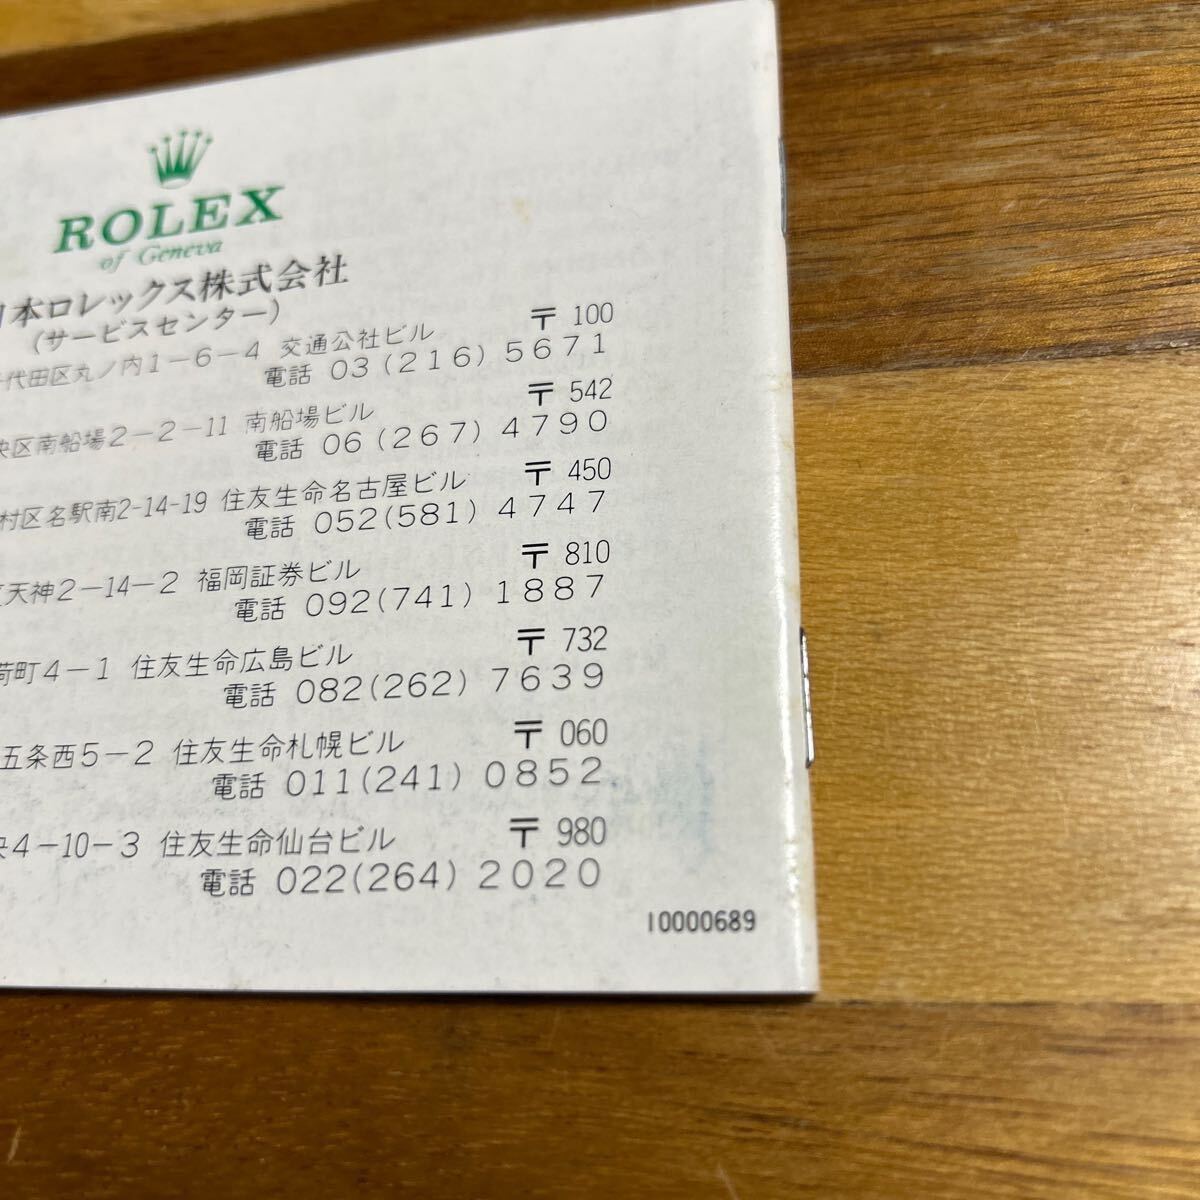 ROLEX
of Geneva
本ロレックス株式会社
(サービスセンター)
〒 100
代田区丸ノ内1-6-4 交通公社ビル
電話 03(216)5671
〒 542
区南船場2-2-11 南船場ビル
電話 06(267)4790
〒 450
村区名駅南2-14-19 住友生命名古屋ビル
電話 052(581)4747
〒 810
天神2-14-2 福岡証券ビル
電話 092(741)1887
〒 732
町4-1 住友生命広島ビル
電話 082(262)7639
〒 060
五条西5-2 住友生命札幌ビル
電話 011(241)0852
〒 980
4-10-3 住友生命仙台ビル
電話 022(264)2020
10000689